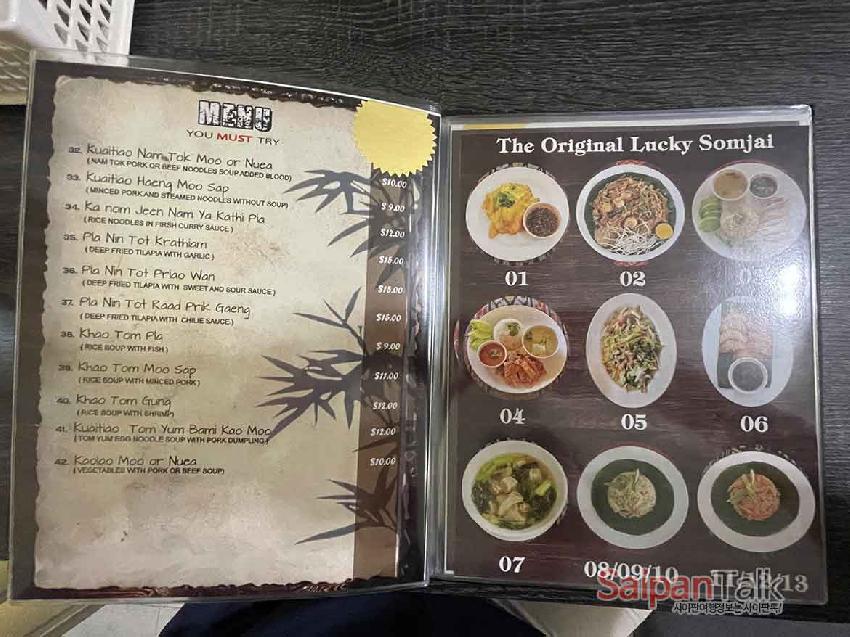 MENU
YOU MUST TRY
32. Kuaitiao Nam Tok Moo or Nuea
( NAM TOK PORK OR BEEF NOODLES SOUP ADDED BLOOD)
$10.00
33. Kuaitiao Haeng Moo Sap
( MINCED PORK AND STEAMED NOODLES WITHOUT SOUP)
$ 9.00
34. Ka nom Jeen Nam Ya Kathi Pla
( RICE NOODLES IN FIRSH CURRY SAUCE )
$12.00
35. Pla Nin Tot Krathiam
( DEEP FRIED TILAPIA WITH GARLIC )
36. Pla Nin Tot Priao Wan
( DEEP FRIED TILAPIA WITH SWEET AND SOUR SAUCE )
37. Pla Nin Tot Raad Prik Gaeng
( DEEP FRIED TILAPIA WITH CHILIE SAUCE )
38. Khao Tom Pla
( RICE SOUP WITH FISH )
$ 9.00
39. Khao Tom Moo Sap
( RICE SOUP WITH MINCED PORK )
$11.00
40. Khao Tom Gung
( RICE SOUP WITH SHRIMP)
$12.00
41. Kuaitiao Tom Yum Bami Kao Moo
( TOM YUM EGG NOODLE SOUP WITH PORK DUMPLING )
$12.00
42. Kaolao Moo or Nuea
( VEGETABLES WITH PORK OR BEEF SOUP)
$10.00
The Original Lucky Somjai
01
02
04
05
06
07
08/09/10
13
SaipanTalk